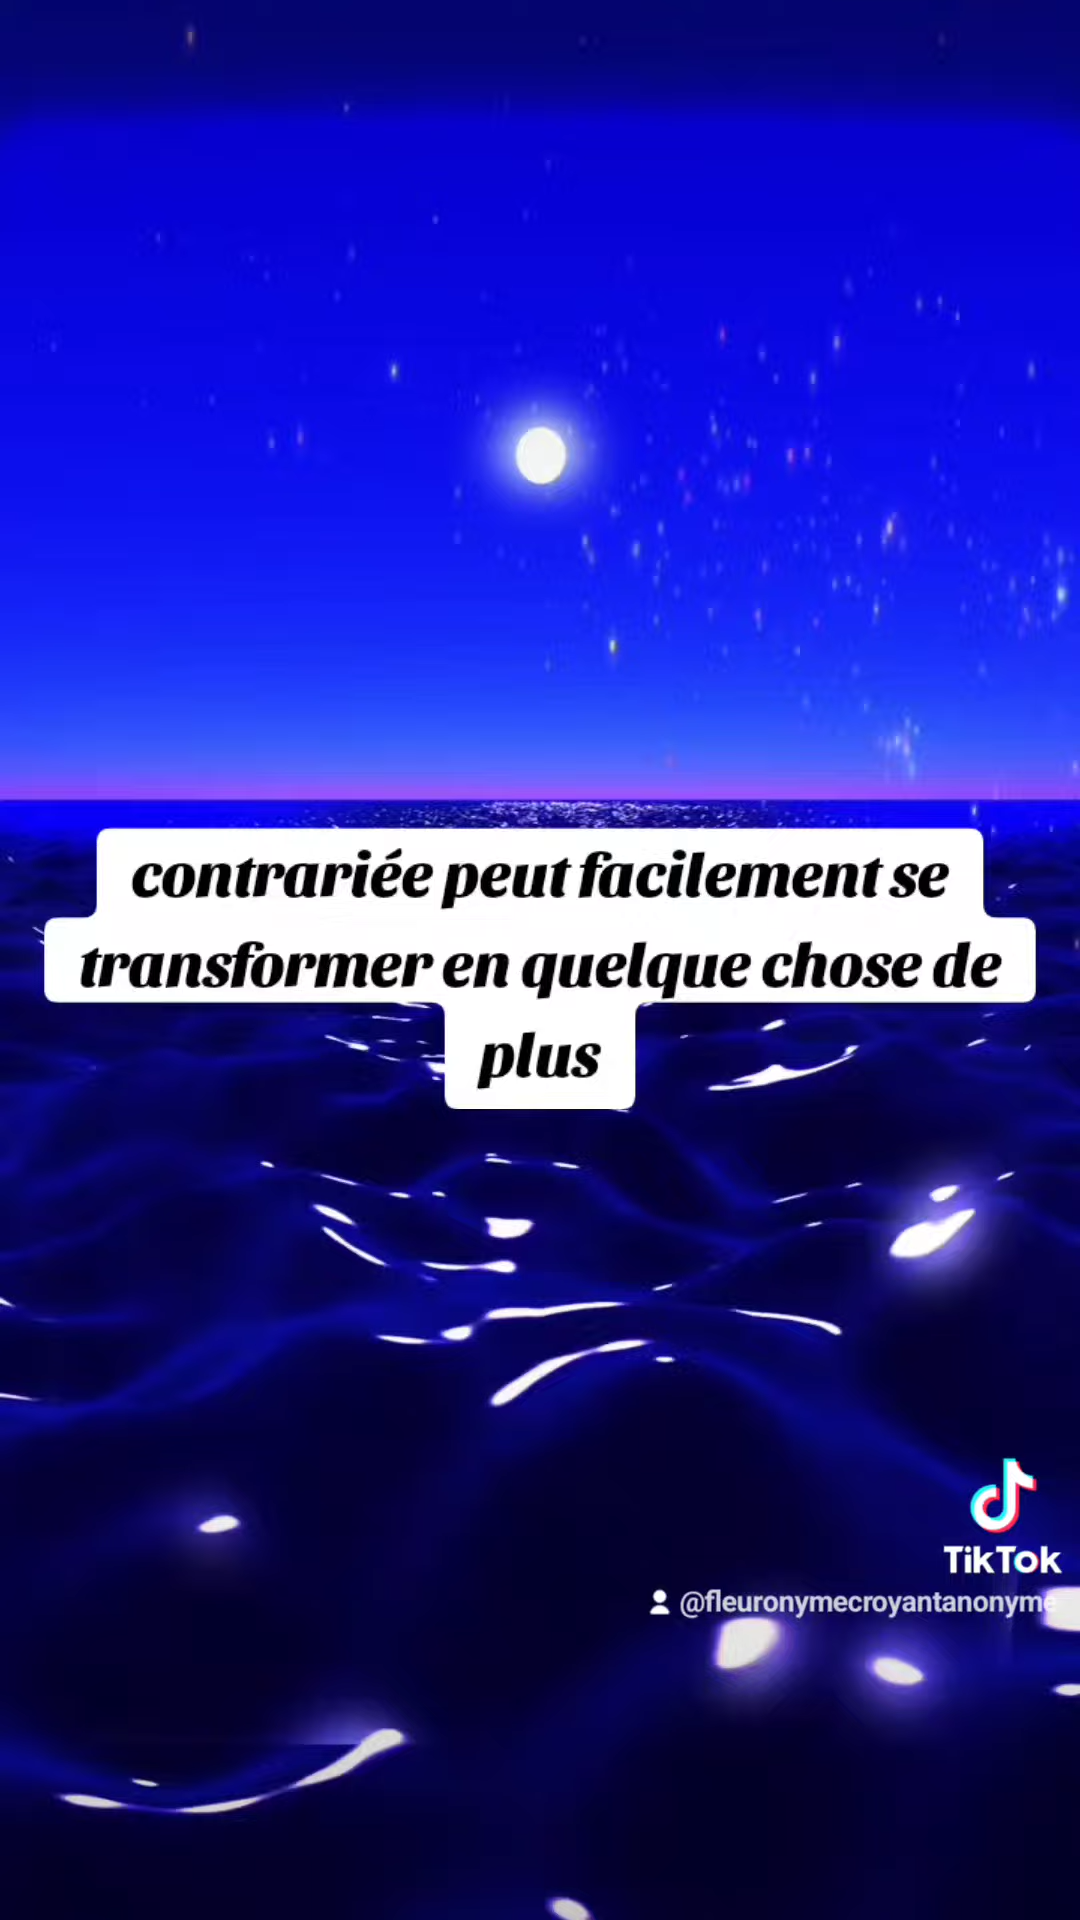 contrariée peut facilement se
transformer en quelque chose de
plus
TikTok
@fleuronymecroyantanonyme